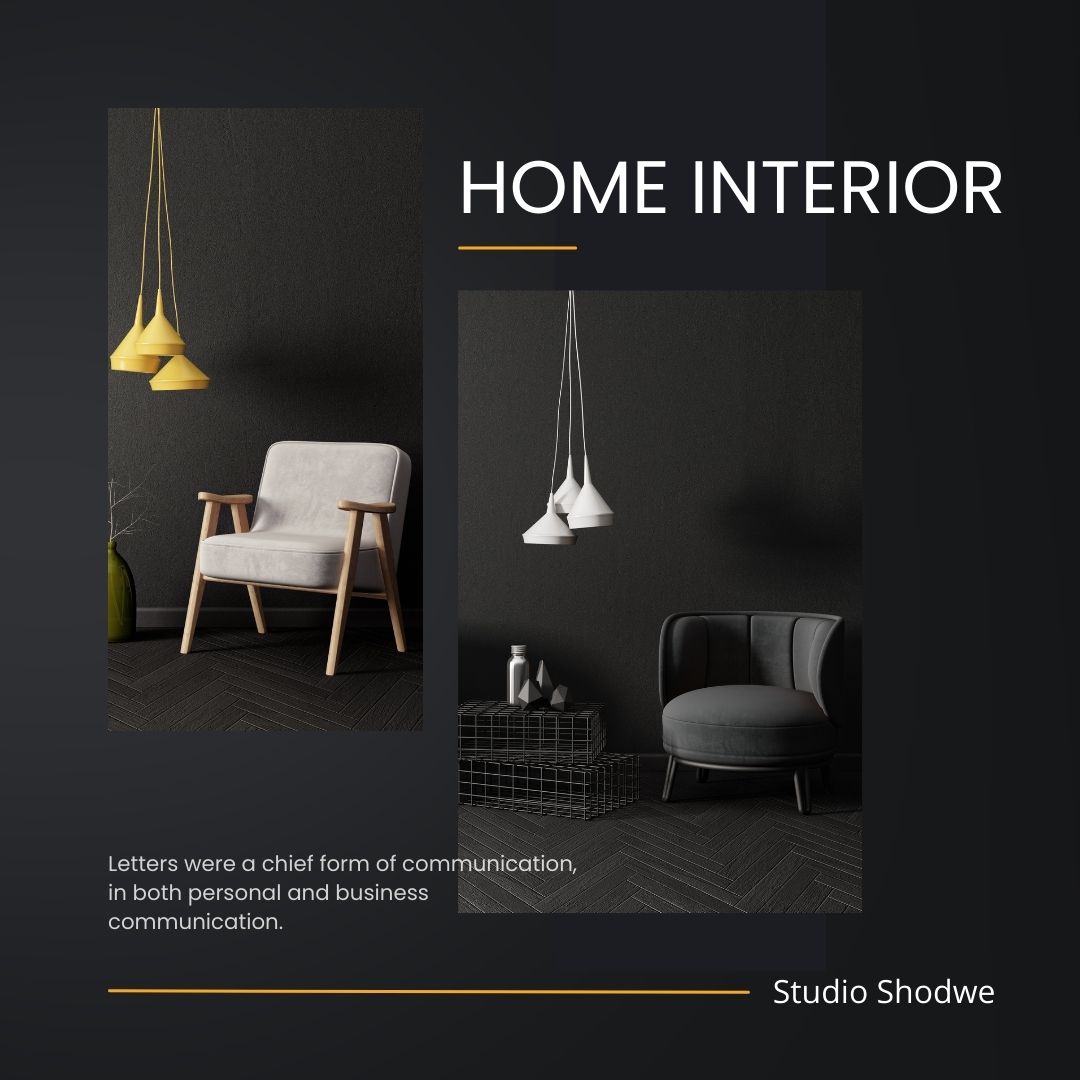 HOME INTERIOR
Letters were a chief form of communication,
in both personal and business
communication.
Studio Shodwe